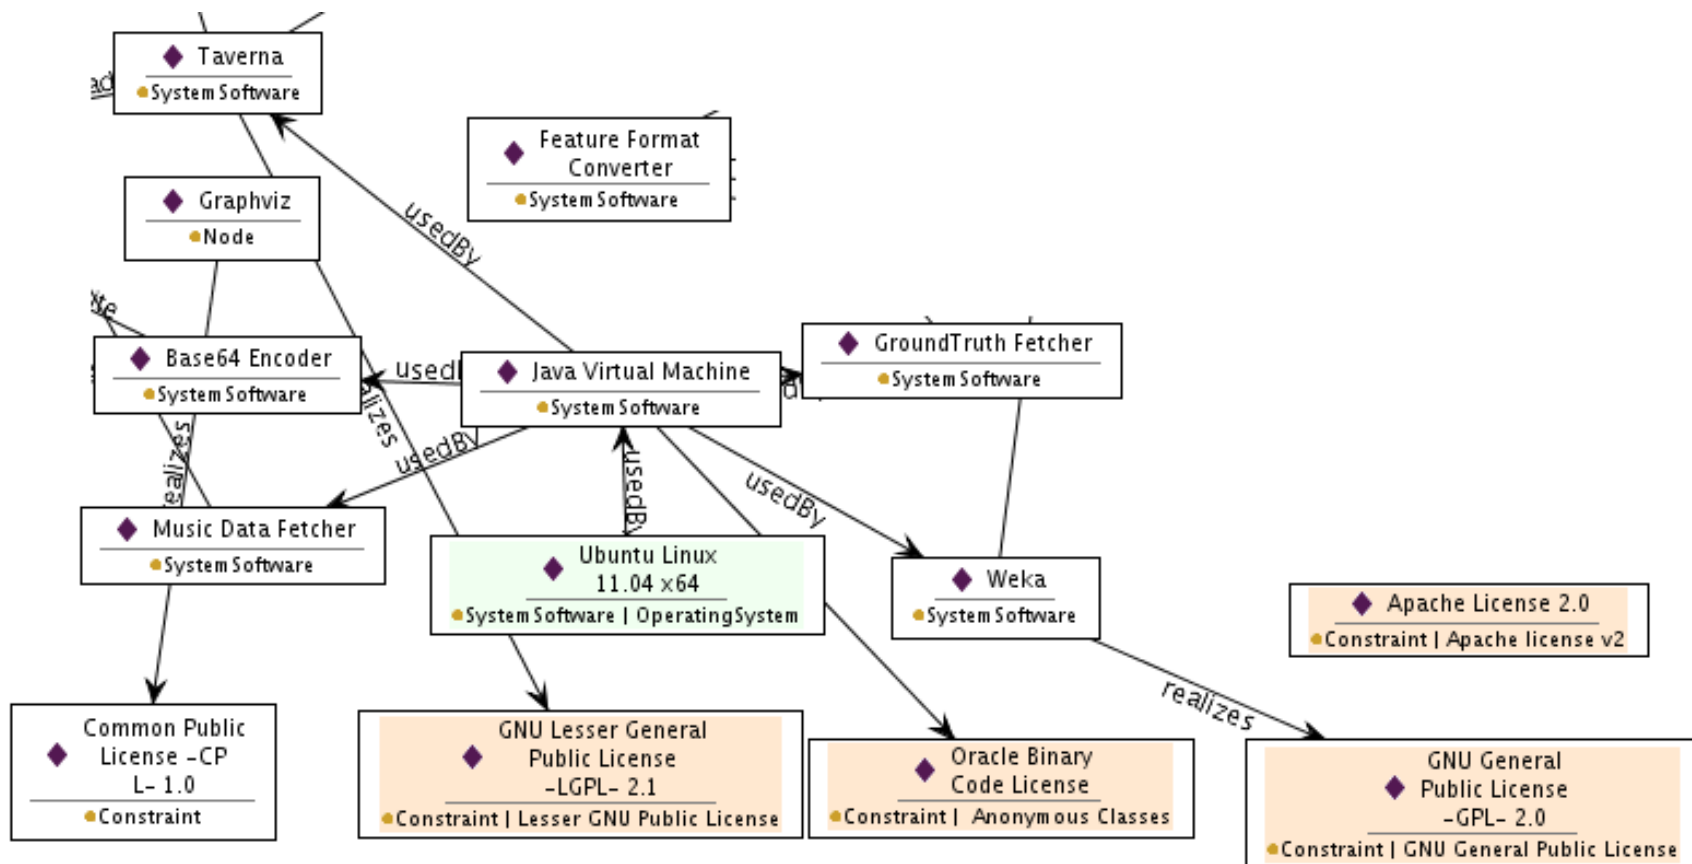 Taverna
System Software
Feature Format
Converter
System Software
Graphviz
Node
usedBy
Base64 Encoder
System Software
Java Virtual Machine
System Software
GroundTruth Fetcher
System Software
usedBy
usedBy
usedBy
realizes
Music Data Fetcher
System Software
Ubuntu Linux
11.04 x64
System Software | OperatingSystem
Weka
System Software
Apache License 2.0
Constraint | Apache license v2
realizes
Common Public
License -CP
L- 1.0
Constraint
GNU Lesser General
Public License
-LGPL- 2.1
Constraint | Lesser GNU Public License
Oracle Binary
Code License
Constraint | Anonymous Classes
GNU General
Public License
-GPL- 2.0
Constraint | GNU General Public License